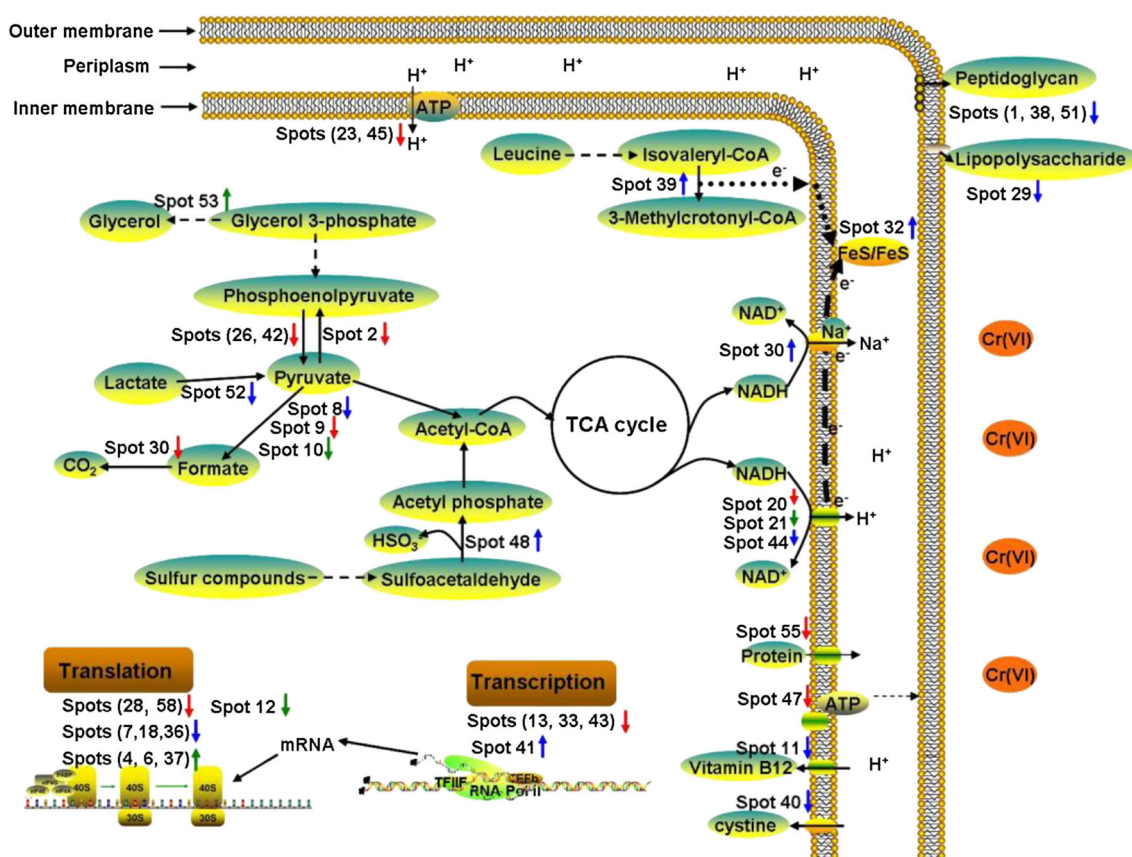 Outer membrane
Periplasm
Inner membrane
H+
H+
H+
H+
H+
ATP
Spots (23, 45)
H+
Peptidoglycan
Spots (1, 38, 51)
Lipopolysaccharide
Spot 29
Leucine
Isovaleryl-CoA
Spot 39
e-
3-Methylcrotonyl-CoA
Spot 32
FeS/FeS
e-
Spot 53
Glycerol
Glycerol 3-phosphate
Phosphoenolpyruvate
Spots (26, 42)
Spot 2
Lactate
Spot 52
Pyruvate
Spot 8
Spot 9
Spot 10
Spot 30
CO2
Formate
Acetyl-CoA
TCA cycle
Acetyl phosphate
HSO3
Spot 48
Sulfur compounds
Sulfoacetaldehyde
NAD+
Na+
Na+
Spot 30
e-
NADH
e-
NADH
H+
e-
Spot 20
Spot 21
Spot 44
H+
NAD+
Cr(VI)
Cr(VI)
Cr(VI)
Cr(VI)
Spot 55
Protein
Spot 47
ATP
Spot 11
Vitamin B12
H+
Spot 40
cystine
Translation
Spots (28, 58)
Spot 12
Spots (7,18,36)
Spots (4, 6, 37)
mRNA
40S
40S
40S
30S
30S
PABP
Transcription
Spots (13, 33, 43)
Spot 41
TFIIF
RNA Pol II